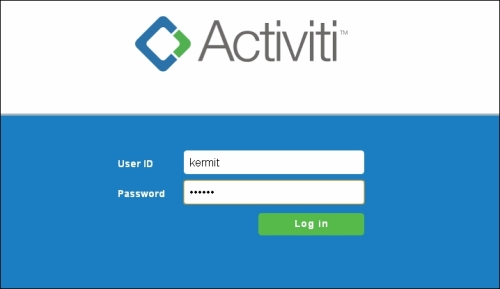 Activiti™
User ID kermit
Password ••••••
Log in